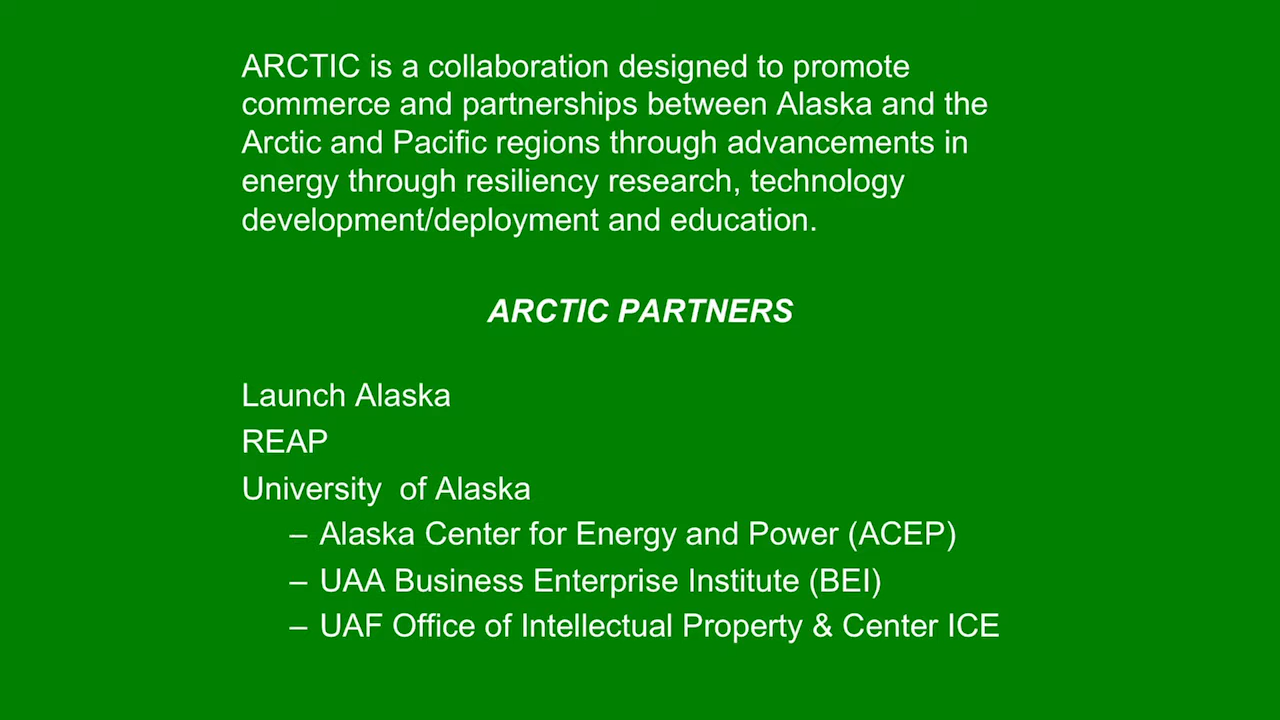 ARCTIC is a collaboration designed to promote
commerce and partnerships between Alaska and the
Arctic and Pacific regions through advancements in
energy through resiliency research, technology
development/deployment and education.
ARCTIC PARTNERS
Launch Alaska
REAP
University  of Alaska
– Alaska Center for Energy and Power (ACEP)
– UAA Business Enterprise Institute (BEI)
– UAF Office of Intellectual Property & Center ICE